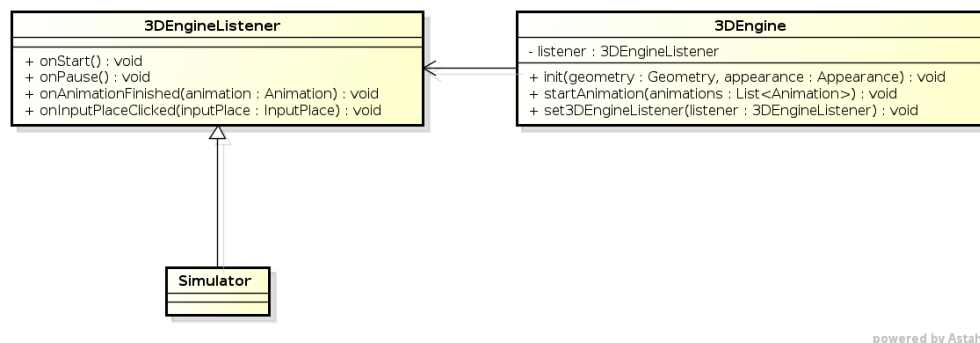 3DEngineListener
+ onStart() : void
+ onPause() : void
+ onAnimationFinished(animation : Animation) : void
+ onInputPlaceClicked(inputPlace : InputPlace) : void
3DEngine
- listener : 3DEngineListener
+ init(geometry : Geometry, appearance : Appearance) : void
+ startAnimation(animations : List<Animation>) : void
+ set3DEngineListener(listener : 3DEngineListener) : void
Simulator
powered by Astah